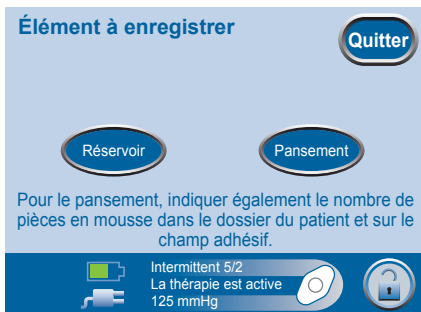 Élément à enregistrer
Quitter
Réservoir
Pansement
Pour le pansement, indiquer également le nombre de
pièces en mousse dans le dossier du patient et sur le
champ adhésif.
Intermittent 5/2
La thérapie est active
125 mmHg